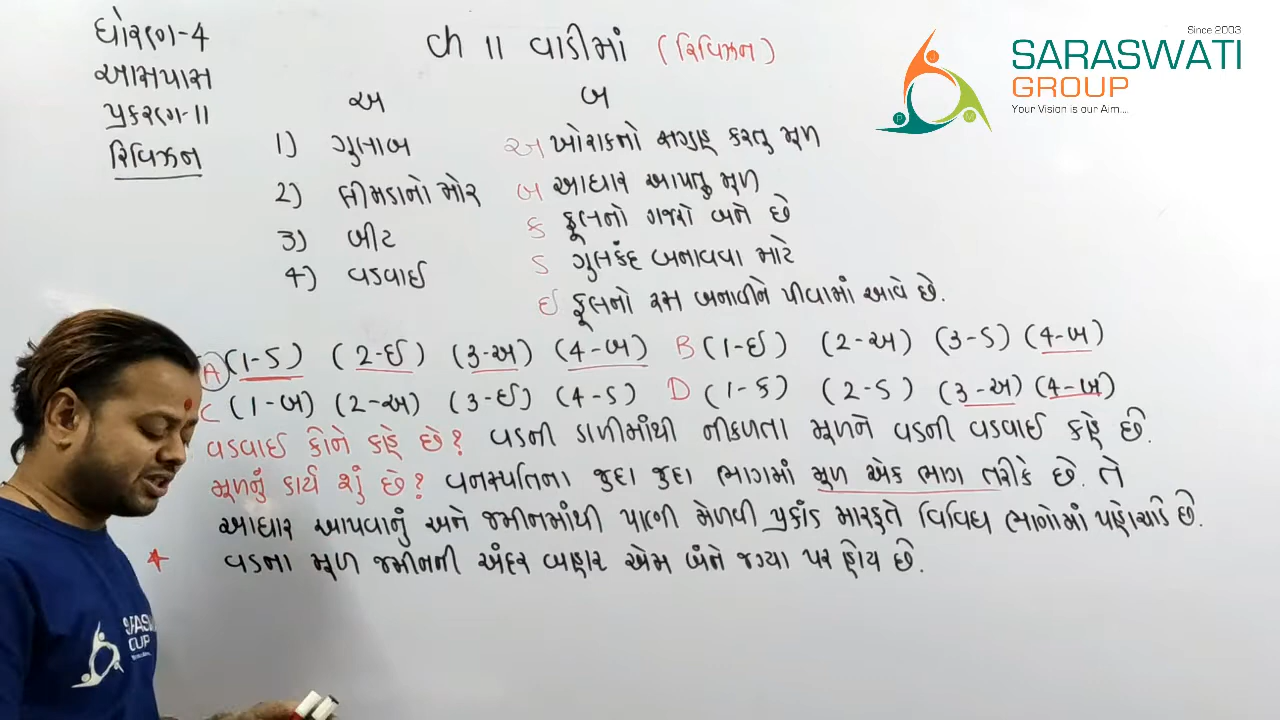 ધોરણ-4
આસપાસ
પ્રકરણ-11
રિવિઝન
Ch 11 વાડીમાં (રિવિઝન)
અ બ
1) ગુલાબ અ ખોરાકનો સંગ્રહ કરતુ મૂળ
2) લીમડાનો મોર બ આધાર આપતુ મૂળ
3) બીટ ક ફૂલનો ગજરો બને છે
4) વડવાઈ ડ ગુલકંદ બનાવવા માટે
ઈ ફૂલનો રસ બનાવીને પીવામાં આવે છે.
A (1-ડ) (2-ઈ) (3-અ) (4-બ) B (1-ઈ) (2-અ) (3-ડ) (4-બ)
C (1-બ) (2-અ) (3-ઈ) (4-ડ) D (1-ક) (2-ડ) (3-અ) (4-બ)
વડવાઈ કોને કહે છે? વડની ડાળીમાંથી નીકળતા મૂળને વડની વડવાઈ કહે છે.
મૂળનું કાર્ય શું છે? વનસ્પતિના જુદા જુદા ભાગમાં મૂળ એક ભાગ તરીકે છે. તે
આધાર આપવાનું અને જમીનમાંથી પાણી મેળવી પ્રકાંડ મારફતે વિવિધ ભાગોમાં પહોચાડે છે.
* વડના મૂળ જમીનની અંદર બહાર એમ બંને જગ્યા પર હોય છે.
Since 2003
SARASWATI
GROUP
Your Vision is our Aim....